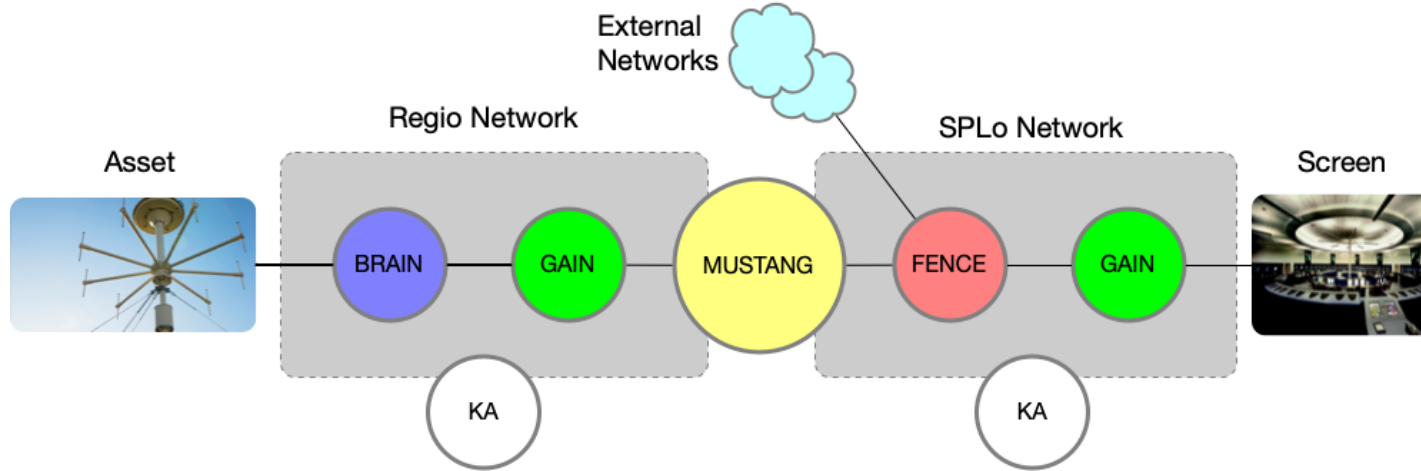 External
Networks
Regio Network
SPLo Network
Asset
Screen
BRAIN
GAIN
MUSTANG
FENCE
GAIN
KA
KA